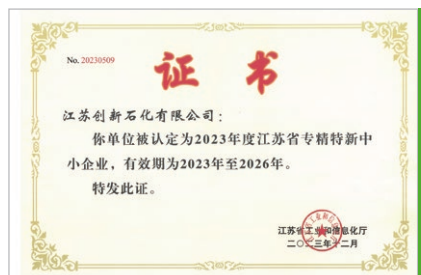 No. 20230509
证 书
江苏创新石化有限公司：
你单位被认定为2023年度江苏省专精特新中
小企业，有效期为2023年至2026年。
特发此证。
江苏省工业和信息化厅
二〇二三年十二月